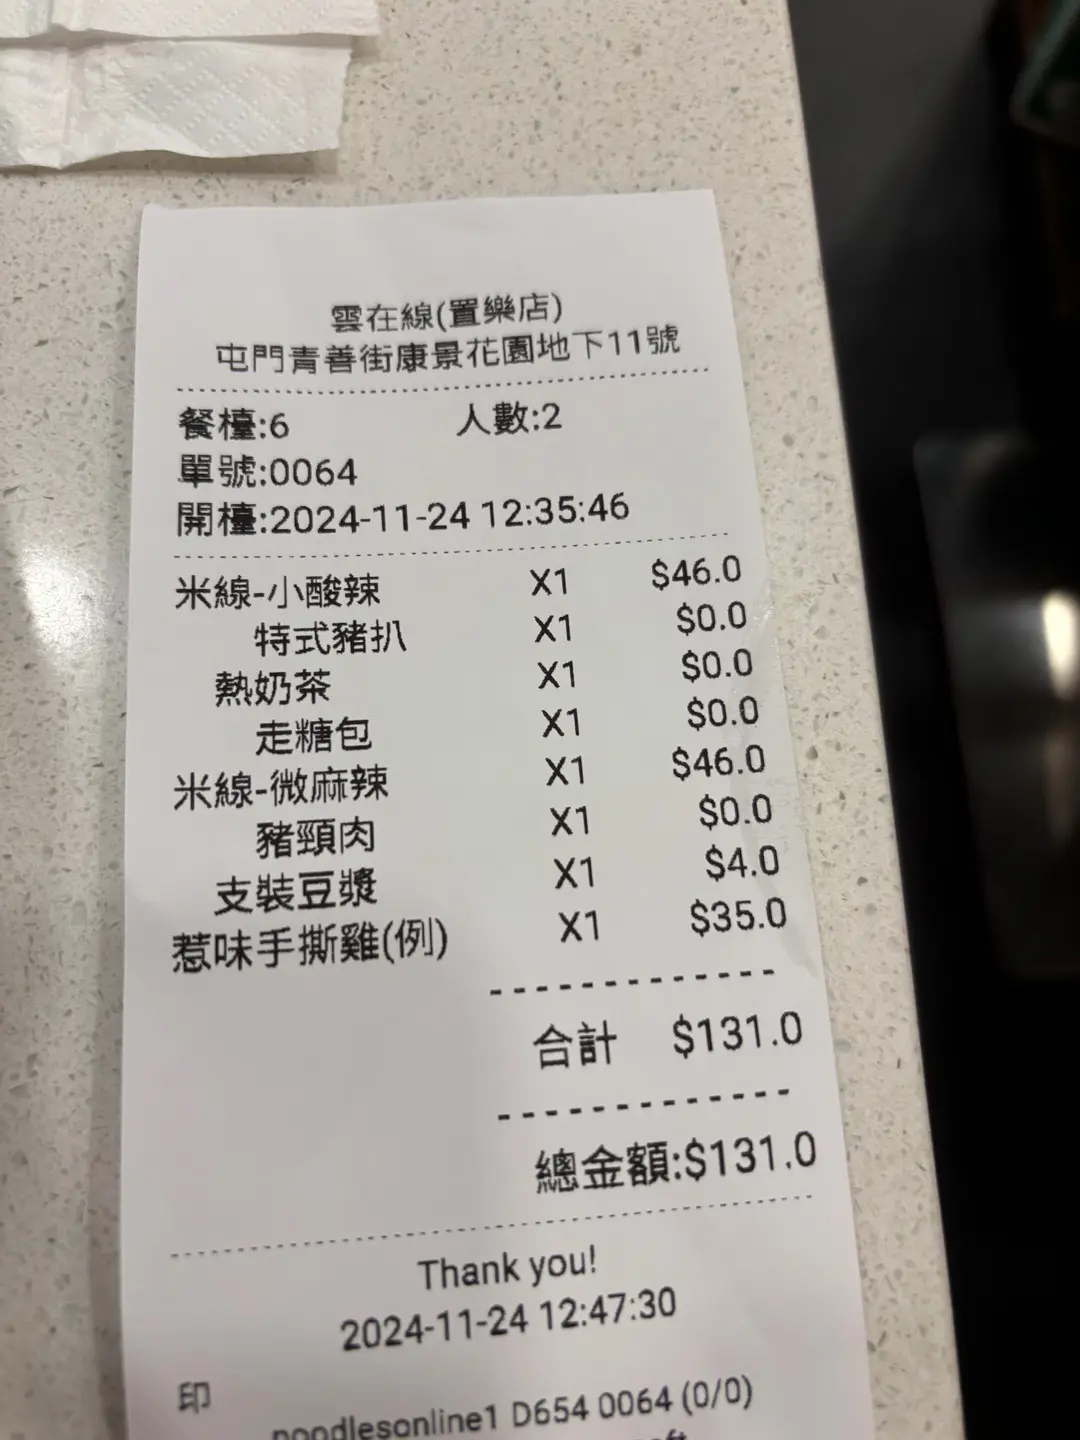 雲在線(置樂店)
屯門青善街康景花園地下11號
餐檯:6 人數:2
單號:0064
開檯:2024-11-24 12:35:46
米線-小酸辣 X1 $46.0
特式豬扒 X1 $0.0
熱奶茶 X1 $0.0
走糖包 X1 $0.0
米線-微麻辣 X1 $46.0
豬頸肉 X1 $0.0
支裝豆漿 X1 $4.0
惹味手撕雞(例) X1 $35.0
合計 $131.0
總金額:$131.0
Thank you!
2024-11-24 12:47:30
印
noodlesonline1 D654 0064 (0/0)